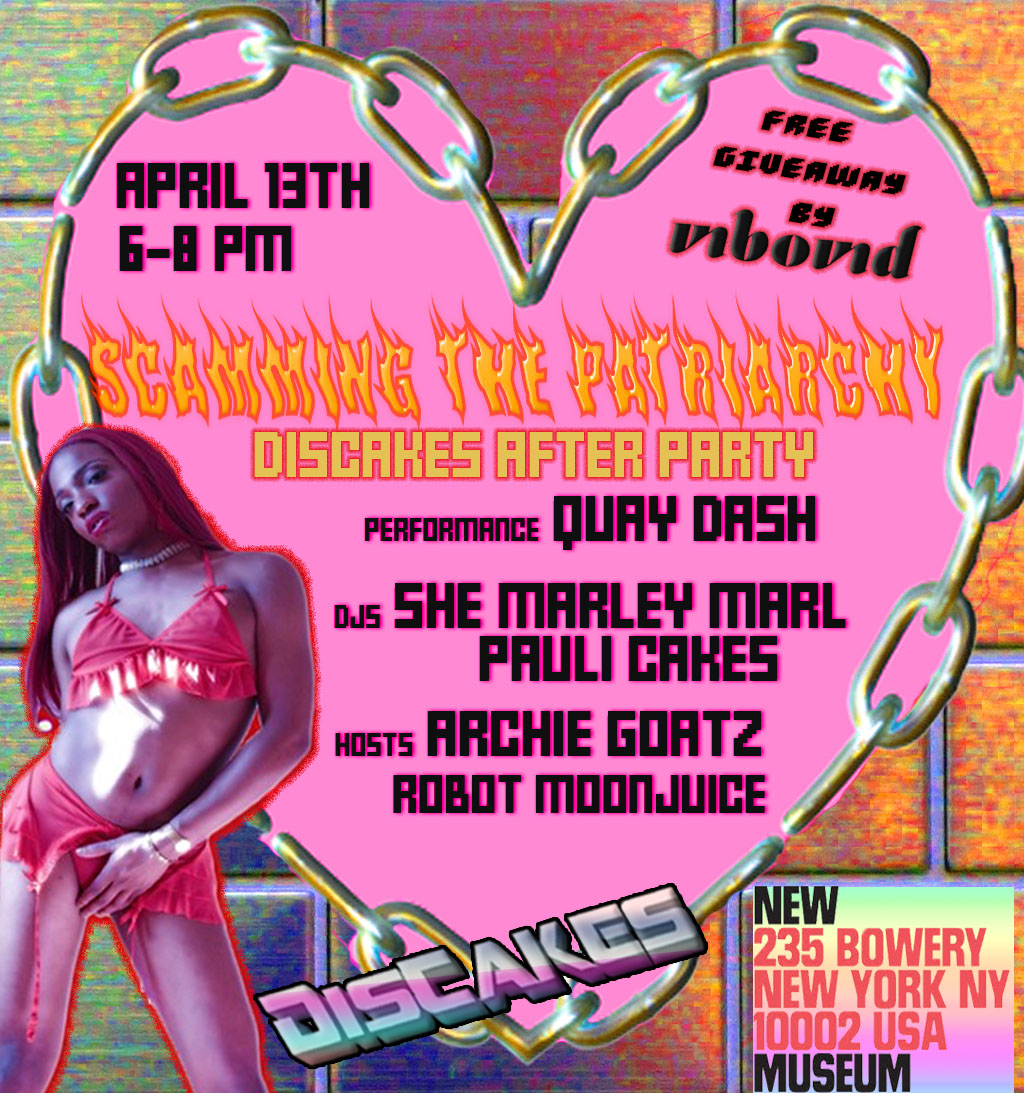 APRIL 13TH
6-8 PM
FREE
GIVEAWAY
BY
vibovid
SCAMMING THE PATRIARCHY
DISCAKES AFTER PARTY
PERFORMANCE QUAY DASH
DJS SHE MARLEY MARL
PAULI CAKES
HOSTS ARCHIE GOATZ
ROBOT MOONJUICE
DISCAKES
NEW
235 BOWERY
NEW YORK NY
10002 USA
MUSEUM